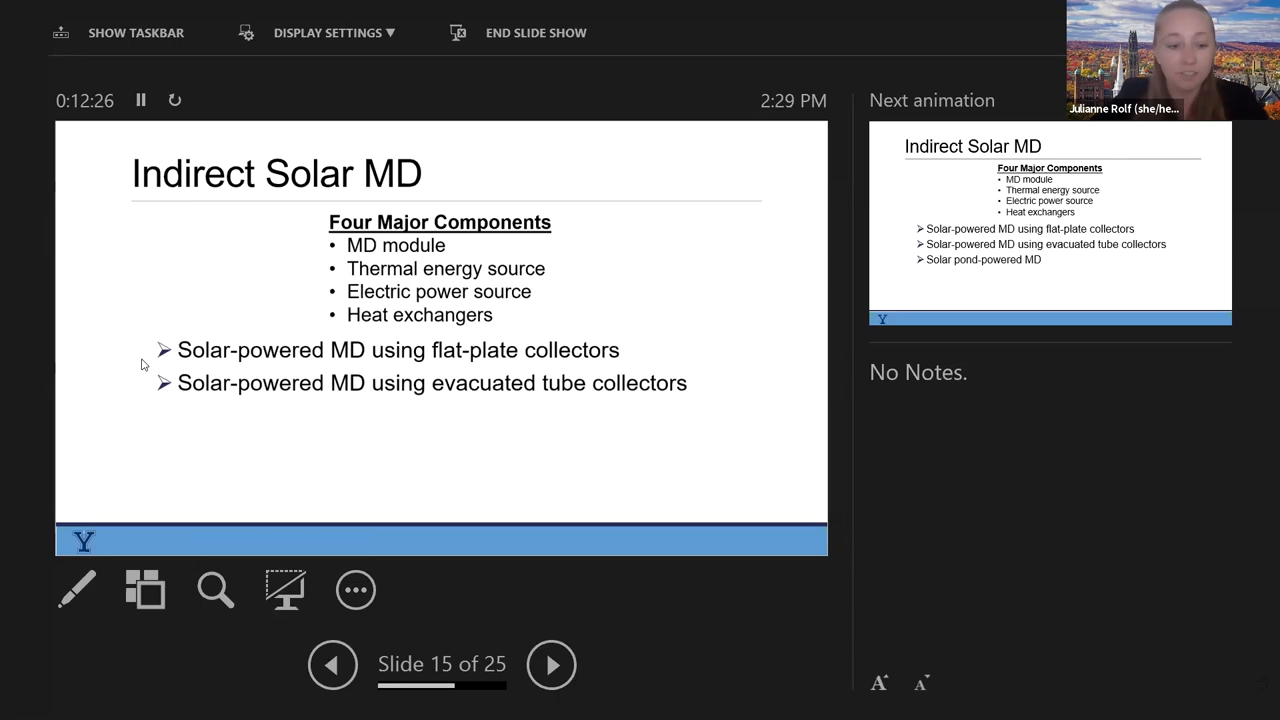 SHOW TASKBAR
DISPLAY SETTINGS ▼
END SLIDE SHOW
0:12:26
2:29 PM
Next animation
Julianne Rolf (she/he...
Indirect Solar MD
Four Major Components
• MD module
• Thermal energy source
• Electric power source
• Heat exchangers
➢ Solar-powered MD using flat-plate collectors
➢ Solar-powered MD using evacuated tube collectors
Y
Indirect Solar MD
Four Major Components
• MD module
• Thermal energy source
• Electric power source
• Heat exchangers
➢ Solar-powered MD using flat-plate collectors
➢ Solar-powered MD using evacuated tube collectors
➢ Solar pond-powered MD
Y
No Notes.
Slide 15 of 25
A A